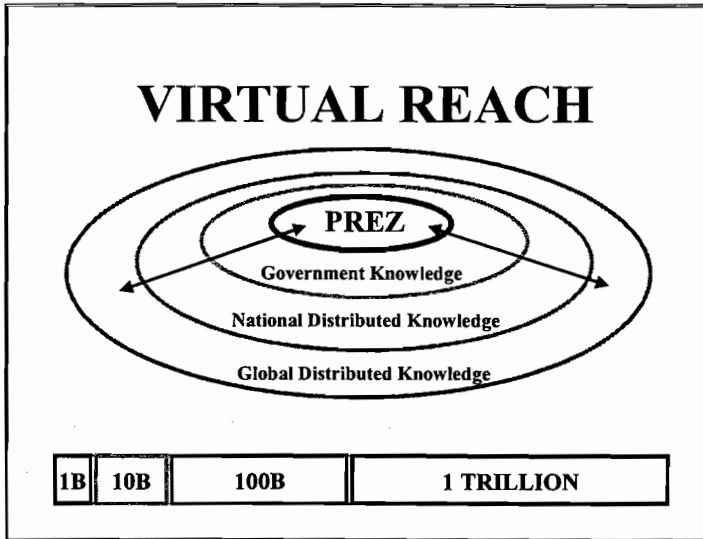 VIRTUAL REACH
PREZ
Government Knowledge
National Distributed Knowledge
Global Distributed Knowledge
1B 10B 100B 1 TRILLION